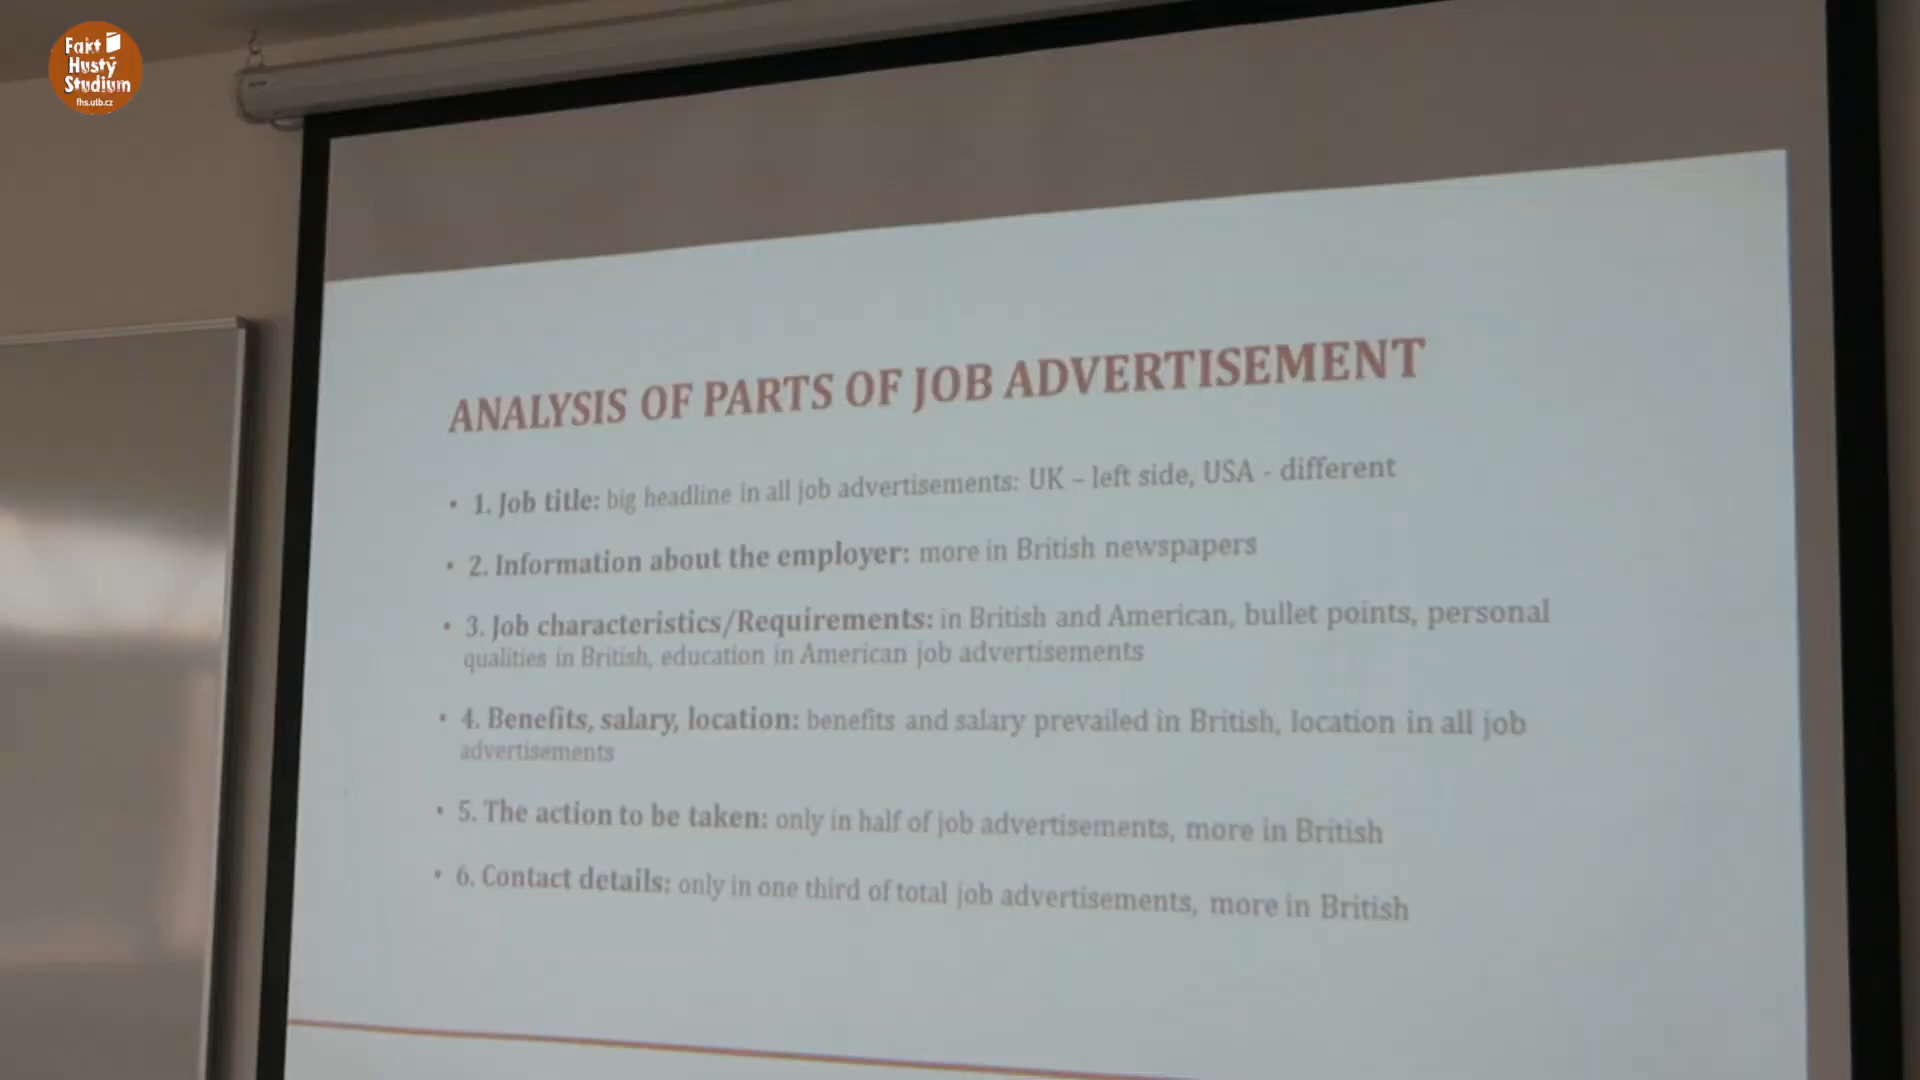 Fakt
Hustý
Studium
fhs.utb.cz
ANALYSIS OF PARTS OF JOB ADVERTISEMENT
• 1. Job title: big headline in all job advertisements: UK – left side, USA - different
• 2. Information about the employer: more in British newspapers
• 3. Job characteristics/Requirements: in British and American, bullet points, personal
qualities in British, education in American job advertisements
• 4. Benefits, salary, location: benefits and salary prevailed in British, location in all job
advertisements
• 5. The action to be taken: only in half of job advertisements, more in British
• 6. Contact details: only in one third of total job advertisements, more in British